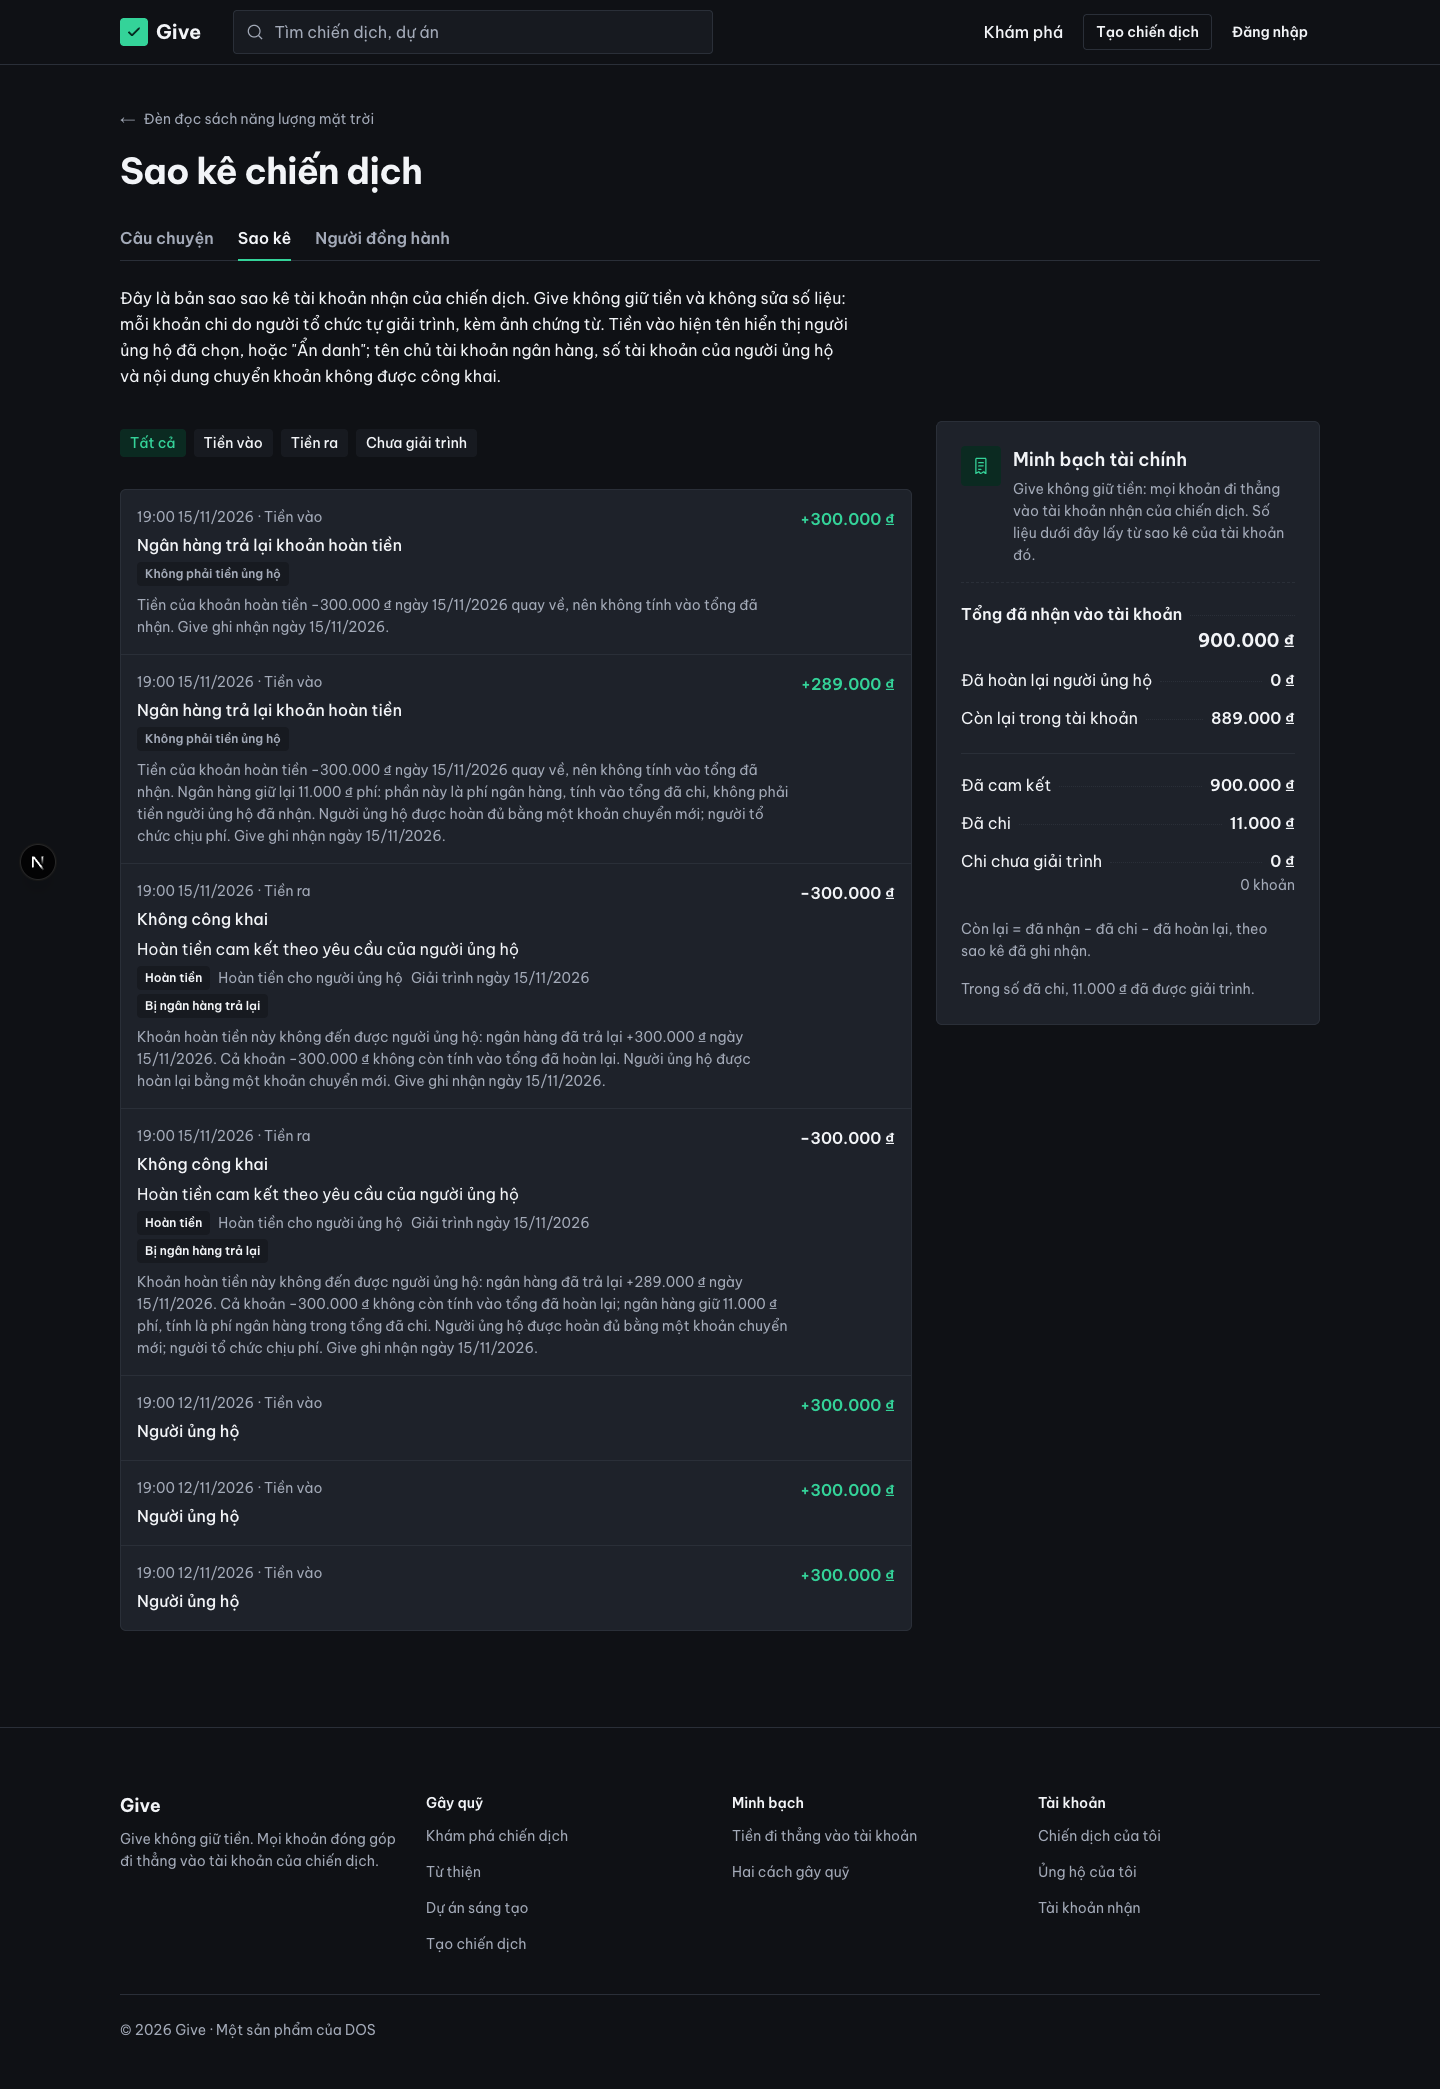 Give
Tìm chiến dịch, dự án
Khám phá
Tạo chiến dịch
Đăng nhập
← Đèn đọc sách năng lượng mặt trời
Sao kê chiến dịch
Câu chuyện
Sao kê
Người đồng hành
Đây là bản sao sao kê tài khoản nhận của chiến dịch. Give không giữ tiền và không sửa số liệu:
mỗi khoản chi do người tổ chức tự giải trình, kèm ảnh chứng từ. Tiền vào hiện tên hiển thị người
ủng hộ đã chọn, hoặc "Ẩn danh"; tên chủ tài khoản ngân hàng, số tài khoản của người ủng hộ
và nội dung chuyển khoản không được công khai.
Tất cả
Tiền vào
Tiền ra
Chưa giải trình
19:00 15/11/2026 · Tiền vào
+300.000 ₫
Ngân hàng trả lại khoản hoàn tiền
Không phải tiền ủng hộ
Tiền của khoản hoàn tiền -300.000 ₫ ngày 15/11/2026 quay về, nên không tính vào tổng đã
nhận. Give ghi nhận ngày 15/11/2026.
19:00 15/11/2026 · Tiền vào
+289.000 ₫
Ngân hàng trả lại khoản hoàn tiền
Không phải tiền ủng hộ
Tiền của khoản hoàn tiền -300.000 ₫ ngày 15/11/2026 quay về, nên không tính vào tổng đã
nhận. Ngân hàng giữ lại 11.000 ₫ phí: phần này là phí ngân hàng, tính vào tổng đã chi, không phải
tiền người ủng hộ đã nhận. Người ủng hộ được hoàn đủ bằng một khoản chuyển mới; người tổ
chức chịu phí. Give ghi nhận ngày 15/11/2026.
19:00 15/11/2026 · Tiền ra
-300.000 ₫
Không công khai
Hoàn tiền cam kết theo yêu cầu của người ủng hộ
Hoàn tiền Hoàn tiền cho người ủng hộ Giải trình ngày 15/11/2026
Bị ngân hàng trả lại
Khoản hoàn tiền này không đến được người ủng hộ: ngân hàng đã trả lại +300.000 ₫ ngày
15/11/2026. Cả khoản -300.000 ₫ không còn tính vào tổng đã hoàn lại. Người ủng hộ được
hoàn lại bằng một khoản chuyển mới. Give ghi nhận ngày 15/11/2026.
19:00 15/11/2026 · Tiền ra
-300.000 ₫
Không công khai
Hoàn tiền cam kết theo yêu cầu của người ủng hộ
Hoàn tiền Hoàn tiền cho người ủng hộ Giải trình ngày 15/11/2026
Bị ngân hàng trả lại
Khoản hoàn tiền này không đến được người ủng hộ: ngân hàng đã trả lại +289.000 ₫ ngày
15/11/2026. Cả khoản -300.000 ₫ không còn tính vào tổng đã hoàn lại; ngân hàng giữ 11.000 ₫
phí, tính là phí ngân hàng trong tổng đã chi. Người ủng hộ được hoàn đủ bằng một khoản chuyển
mới; người tổ chức chịu phí. Give ghi nhận ngày 15/11/2026.
19:00 12/11/2026 · Tiền vào
+300.000 ₫
Người ủng hộ
19:00 12/11/2026 · Tiền vào
+300.000 ₫
Người ủng hộ
19:00 12/11/2026 · Tiền vào
+300.000 ₫
Người ủng hộ
Minh bạch tài chính
Give không giữ tiền: mọi khoản đi thẳng
vào tài khoản nhận của chiến dịch. Số
liệu dưới đây lấy từ sao kê của tài khoản
đó.
Tổng đã nhận vào tài khoản
900.000 ₫
Đã hoàn lại người ủng hộ 0 ₫
Còn lại trong tài khoản 889.000 ₫
Đã cam kết 900.000 ₫
Đã chi 11.000 ₫
Chi chưa giải trình 0 ₫
0 khoản
Còn lại = đã nhận - đã chi - đã hoàn lại, theo
sao kê đã ghi nhận.
Trong số đã chi, 11.000 ₫ đã được giải trình.
Give
Give không giữ tiền. Mọi khoản đóng góp
đi thẳng vào tài khoản của chiến dịch.
Gây quỹ
Khám phá chiến dịch
Từ thiện
Dự án sáng tạo
Tạo chiến dịch
Minh bạch
Tiền đi thẳng vào tài khoản
Hai cách gây quỹ
Tài khoản
Chiến dịch của tôi
Ủng hộ của tôi
Tài khoản nhận
© 2026 Give · Một sản phẩm của DOS